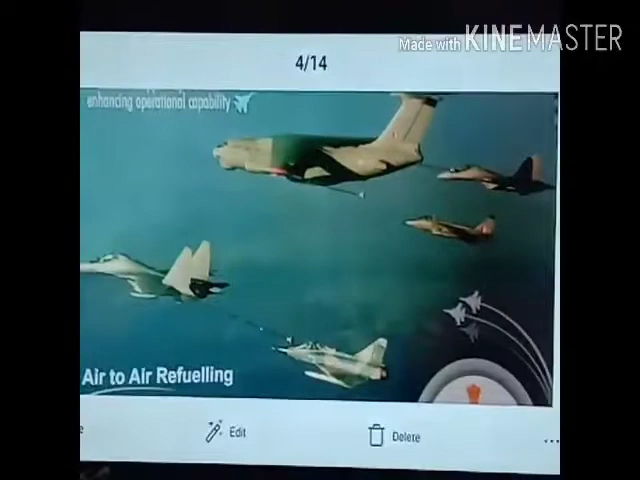 Made with KINEMASTER
4/14
enhancing operational capability
Air to Air Refuelling
Edit
Delete
...